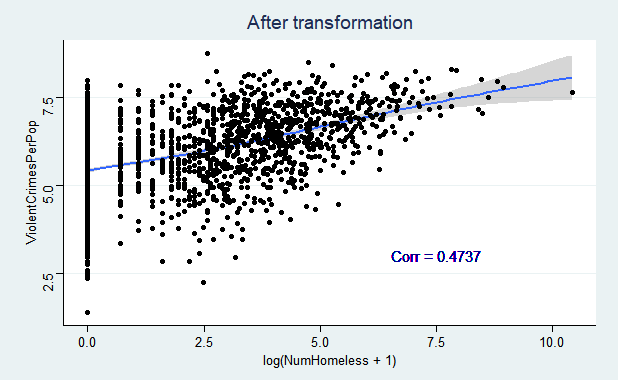 After transformation
ViolentCrimesPerPop
7.5
5.0
2.5
Corr = 0.4737
0.0
2.5
5.0
7.5
10.0
log(NumHomeless + 1)